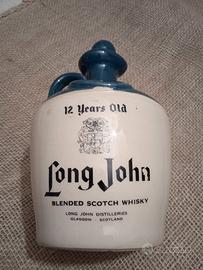 12 Years Old
Long John
BLENDED SCOTCH WHISKY
LONG JOHN DISTILLERIES
GLASGOW SCOTLAND